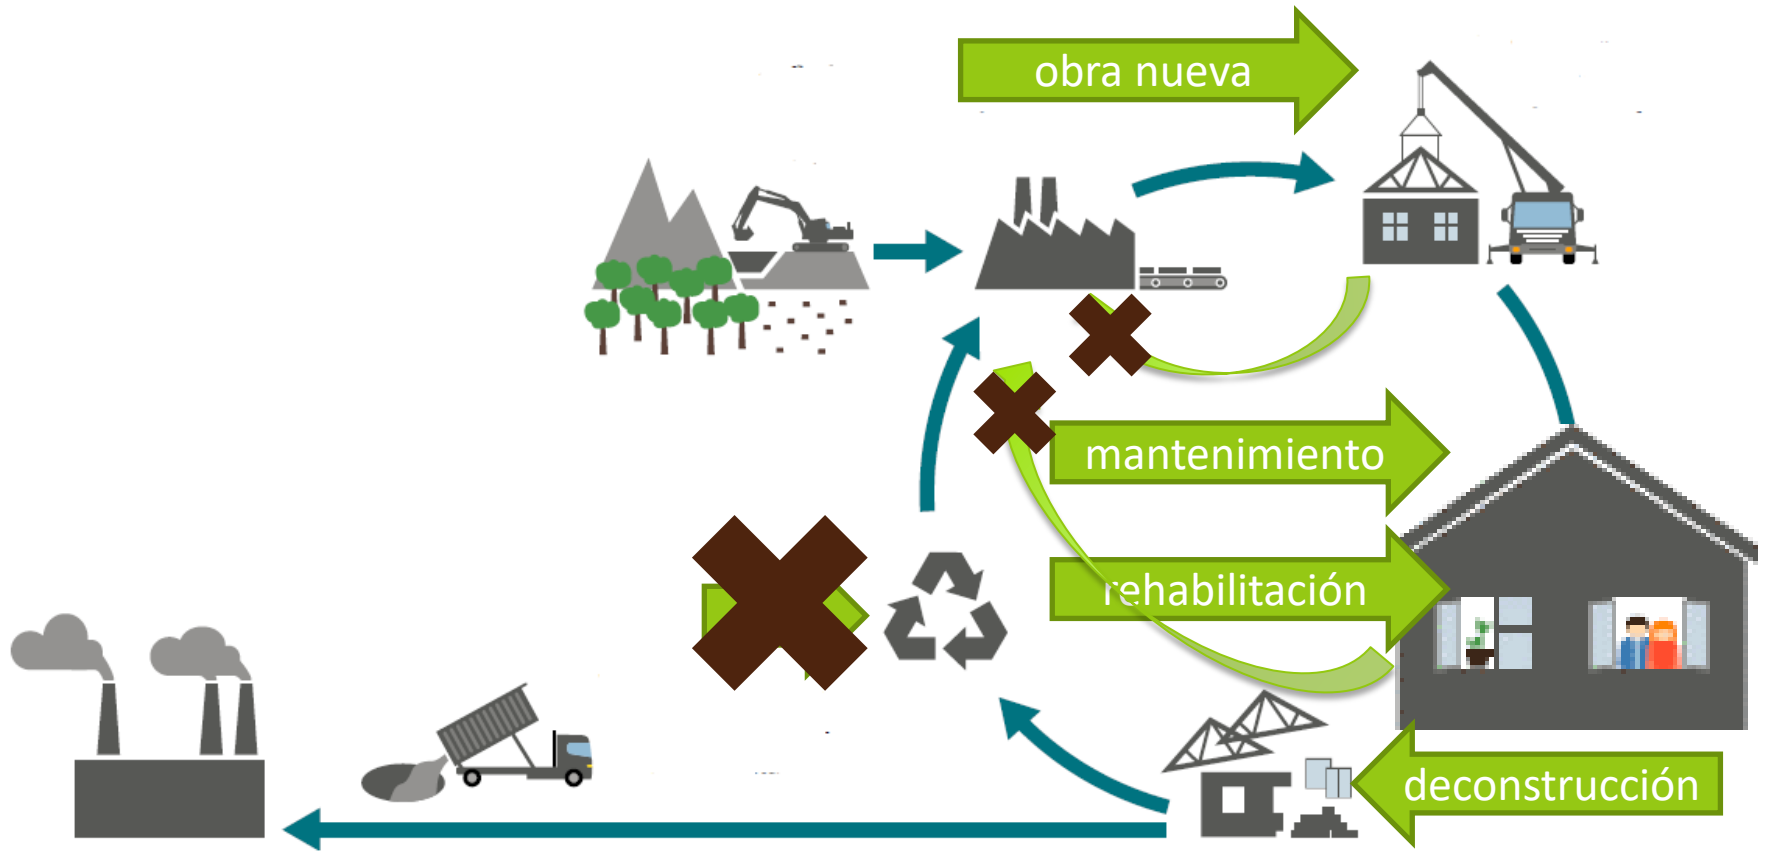 obra nueva
mantenimiento
rehabilitación
deconstrucción